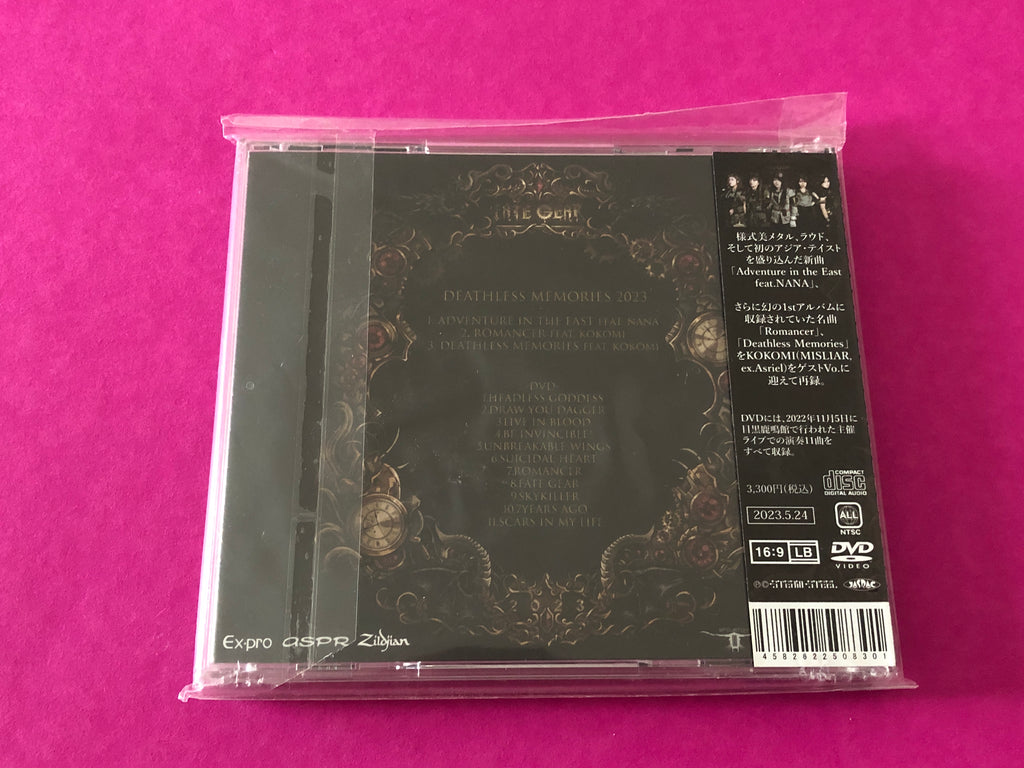 FATE GEAR
DEATHLESS MEMORIES 2023
1. ADVENTURE IN THE EAST FEAT. NANA
2. ROMANCER FEAT. KOKOMI
3. DEATHLESS MEMORIES FEAT. KOKOMI
-DVD-
1.HEADLESS GODDESS
2.DRAW YOU DAGGER
3.LIVE IN BLOOD
4.BE INVINCIBLE
5.UNBREAKABLE WINGS
6.SUICIDAL HEART
7.ROMANCER
8.FATE GEAR
9.SKYKILLER
10.7YEARS AGO
11.SCARS IN MY LIFE
2023
Ex-pro ASPR Zildjian
様式美メタル、ラウド、
そして初のアジア・テイスト
を盛り込んだ新曲
「Adventure in the East
feat.NANA」、
さらに幻の1stアルバムに
収録されていた名曲
「Romancer」、
「Deathless Memories」
をKOKOMI(MISLIAR,
ex.Asriel)をゲストVo.に
迎えて再録。
DVDには、2022年11月5日に
目黒鹿鳴館で行われた主催
ライブでの演奏11曲を
すべて収録。
3,300円(税込)
COMPACT
disc
DIGITAL AUDIO
2023.5.24
ALL
NTSC
16:9 LB
DVD
VIDEO
JASRAC
4582622508301